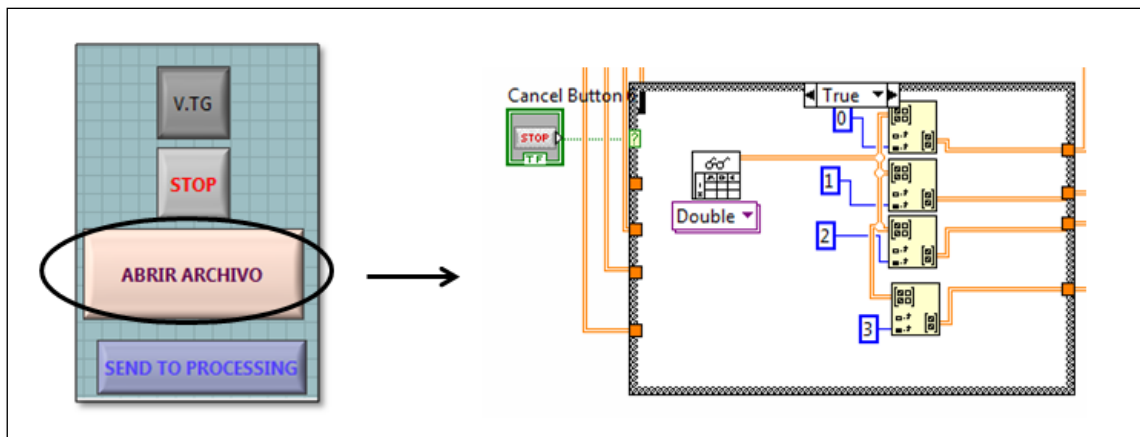 V.TG
STOP
ABRIR ARCHIVO
SEND TO PROCESSING
Cancel Button
STOP
TF
?
True
Double
0
1
2
3